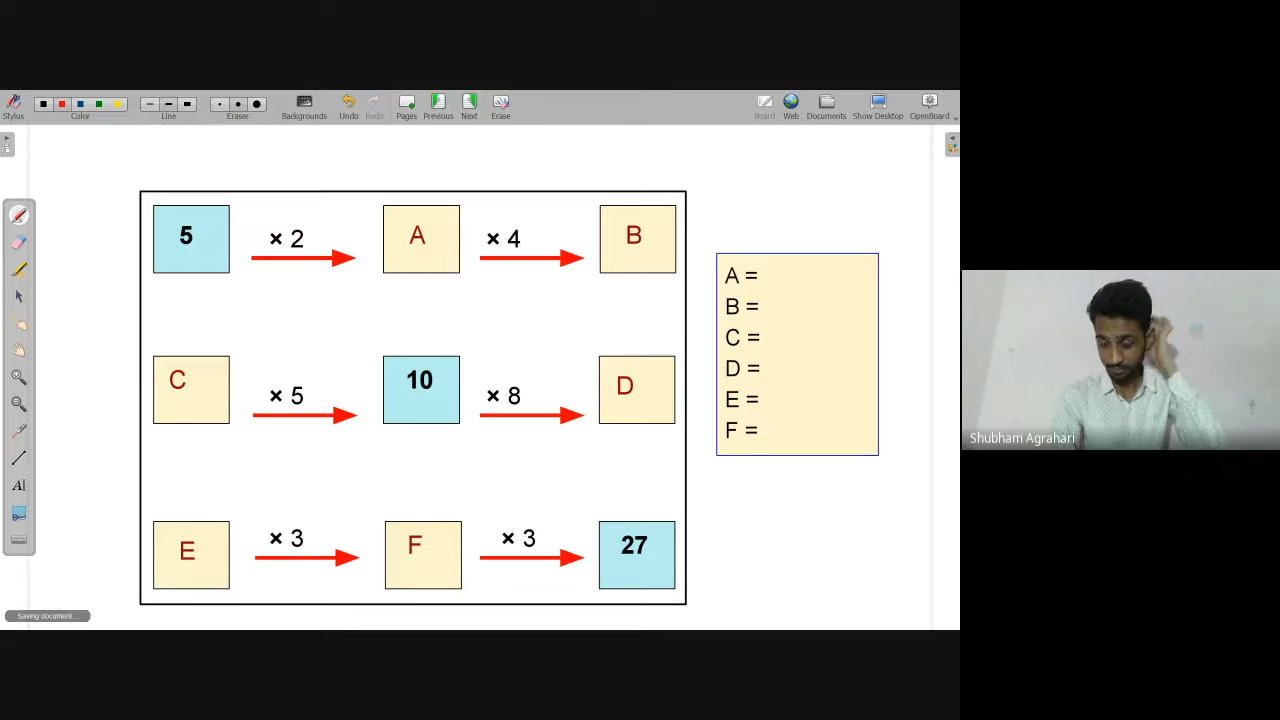 Stylus
Color
Line
Eraser
Backgrounds
Undo
Redo
Pages
Previous
Next
Erase
Board
Web
Documents
Show Desktop
OpenBoard
5
× 2
A
× 4
B
C
× 5
10
× 8
D
E
× 3
F
× 3
27
A =
B =
C =
D =
E =
F =
Shubham Agrahari
Saving document...